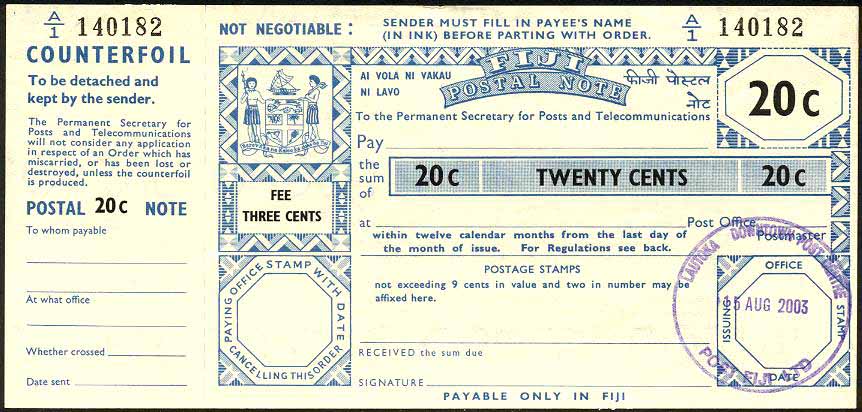 A/1 140182
COUNTERFOIL
To be detached and
kept by the sender.
The Permanent Secretary for
Posts and Telecommunications
will not consider any application
in respect of an Order which has
miscarried, or has been lost or
destroyed, unless the counterfoil
is produced.
POSTAL 20c NOTE
To whom payable
At what office
Whether crossed
Date sent
NOT NEGOTIABLE:
SENDER MUST FILL IN PAYEE'S NAME
(IN INK) BEFORE PARTING WITH ORDER.
A/1 140182
AI VOLA NI VAKAU
NI LAVO
FIJI
POSTAL NOTE
फीजी पोस्टल
नोट
20c
To the Permanent Secretary for Posts and Telecommunications
Pay
the
sum
of
20c TWENTY CENTS 20c
FEE
THREE CENTS
at Post Office
within twelve calendar months from the last day of Postmaster
the month of issue. For Regulations see back.
POSTAGE STAMPS
not exceeding 9 cents in value and two in number may be
affixed here.
PAYING OFFICE STAMP WITH DATE
CANCELLING THIS ORDER
RECEIVED the sum due
SIGNATURE
PAYABLE ONLY IN FIJI
ISSUING OFFICE STAMP
DATE
LAUTOKA DOWNTOWN POST
15 AUG 2003
POST FIJI LTD